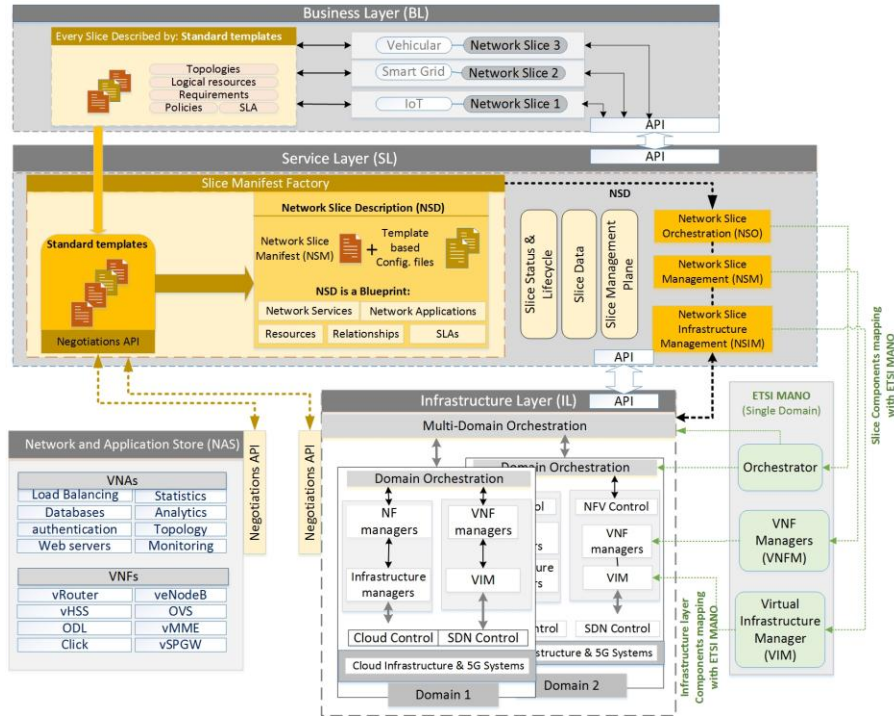 Business Layer (BL)
Every Slice Described by: Standard templates
Topologies
Logical resources
Requirements
Policies
SLA
Vehicular
Network Slice 3
Smart Grid
Network Slice 2
IoT
Network Slice 1
API
API
Service Layer (SL)
Slice Manifest Factory
Standard templates
Negotiations API
Network Slice Description (NSD)
Network Slice
Manifest (NSM)
+
Template
based
Config. files
NSD is a Blueprint:
Network Services
Network Applications
Resources
Relationships
SLAs
NSD
Slice Status &
Lifecycle
Slice Data
Slice Management
Plane
Network Slice
Orchestration (NSO)
Network Slice
Management (NSM)
Network Slice
Infrastructure
Management (NSIM)
API
Slice Components mapping
with ETSI MANO
Infrastructure Layer (IL)
API
Multi-Domain Orchestration
Negotiations API
Negotiations API
Network and Application Store (NAS)
VNAs
Load Balancing
Statistics
Databases
Analytics
authentication
Topology
Web servers
Monitoring
VNFs
vRouter
veNodeB
vHSS
OVS
ODL
vMME
Click
vSPGW
Domain Orchestration
NF
managers
VNF
managers
Infrastructure
managers
VIM
Cloud Control
SDN Control
Cloud Infrastructure & 5G Systems
Domain 1
Domain Orchestration
NFV Control
VNF
managers
VIM
SDN Control
structure & 5G Systems
Domain 2
Infrastructure layer
Components mapping
with ETSI MANO
ETSI MANO
(Single Domain)
Orchestrator
VNF
Managers
(VNFM)
Virtual
Infrastructure
Manager
(VIM)